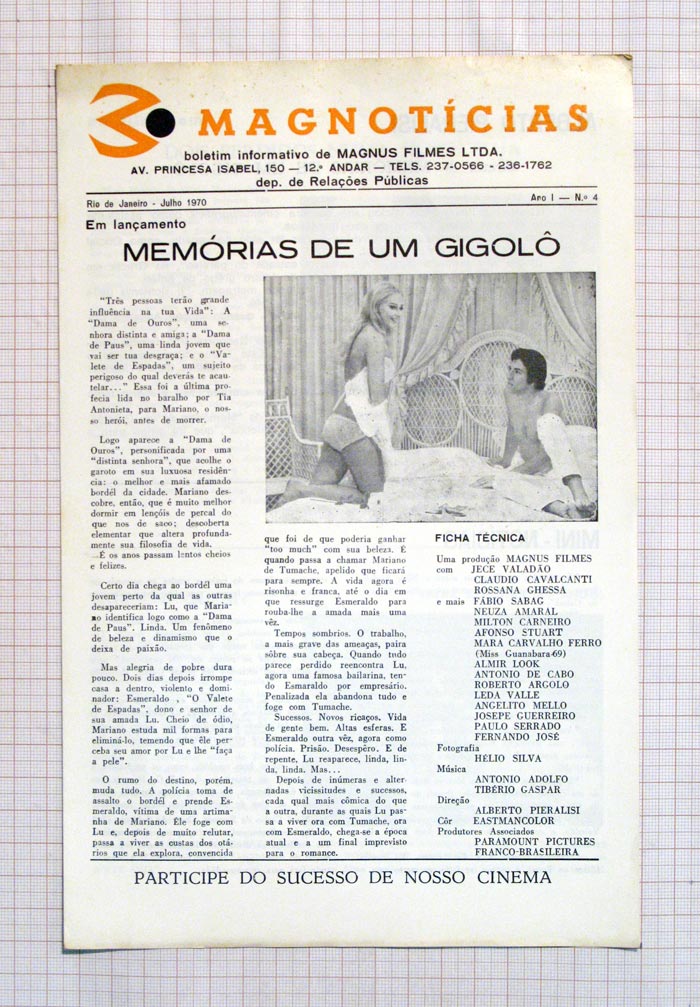 MAGNOTÍCIAS
boletim informativo de MAGNUS FILMES LTDA.
AV. PRINCESA ISABEL, 150 — 12.º ANDAR — TELS. 237-0566 - 236-1762
dep. de Relações Públicas
Rio de Janeiro - Julho 1970
Ano I — N.º 4
Em lançamento
MEMÓRIAS DE UM GIGOLÔ
"Três pessoas terão grande
influência na tua Vida": A
"Dama de Ouros", uma se-
nhora distinta e amiga; a "Dama
de Paus", uma linda jovem que
vai ser tua desgraça; e o "Va-
lete de Espadas", um sujeito
perigoso do qual deverás te acau-
telar..." Essa foi a última pro-
fecia lida no baralho por Tia
Antonieta, para Mariano, o nos-
so herói, antes de morrer.
Logo aparece a "Dama de
Ouros", personificada por uma
"distinta senhora", que acolhe o
garoto em sua luxuosa residên-
cia: o melhor e mais afamado
bordél da cidade. Mariano des-
cobre, então, que é muito melhor
dormir em lençóis de percal do
que nos de saco; descoberta
elementar que altera profunda-
mente sua filosofia de vida.
—E os anos passam lentos cheios
e felizes.
Certo dia chega ao bordél uma
jovem perto da qual as outras
desapareceriam: Lu, que Maria-
no identifica logo como a "Dama
de Paus". Linda. Um fenômeno
de beleza e dinamismo que o
deixa de paixão.
Mas alegria de pobre dura
pouco. Dois dias depois irrompe
casa a dentro, violento e domi-
nador: Esmeraldo , "O Valete
de Espadas", dono e senhor de
sua amada Lu. Cheio de ódio,
Mariano estuda mil formas para
eliminá-lo, temendo que êle per-
ceba seu amor por Lu e lhe "faça
a pele".
O rumo do destino, porém,
muda tudo. A polícia toma de
assalto o bordél e prende Es-
meraldo, vítima de uma artima-
nha de Mariano. Êle foge com
Lu e, depois de muito relutar,
passa a viver as custas dos otá-
rios que ela explora, convencida
que foi de que poderia ganhar
"too much" com sua beleza. É
quando passa a chamar Mariano
de Tumache, apelido que ficará
para sempre. A vida agora é
risonha e franca, até o dia em
que ressurge Esmeraldo para
rouba-lhe a amada mais uma
vêz.
Tempos sombrios. O trabalho,
a mais grave das ameaças, paira
sôbre sua cabeça. Quando tudo
parece perdido reencontra Lu,
agora uma famosa bailarina, ten-
do Esmaraldo por empresário.
Penalizada ela abandona tudo e
foge com Tumache.
Sucessos. Novos ricaços. Vida
de gente bem. Altas esferas. E
Esmeraldo outra vêz, agora como
polícia. Prisão. Desespêro. E de
repente, Lu reaparece, linda, lin-
da, linda. Mas...
Depois de inúmeras e alter-
nadas vicissitudes e sucessos,
cada qual mais cômica do que
a outra, durante as quais Lu pas-
sa a viver ora com Tumache, ora
com Esmeraldo, chega-se a época
atual e a um final imprevisto
para o romance.
FICHA TÉCNICA
Uma produção MAGNUS FILMES
com JECE VALADÃO
CLAUDIO CAVALCANTI
ROSSANA GHESSA
e mais FÁBIO SABAG
NEUZA AMARAL
MILTON CARNEIRO
AFONSO STUART
MARA CARVALHO FERRO
(Miss Guanabara-69)
ALMIR LOOK
ANTONIO DE CABO
ROBERTO ARGOLO
LEDA VALLE
ANGELITO MELLO
JOSEPE GUERREIRO
PAULO SERRADO
FERNANDO JOSÉ
Fotografia
HÉLIO SILVA
Música
ANTONIO ADOLFO
TIBÉRIO GASPAR
Direção
ALBERTO PIERALISI
Côr EASTMANCOLOR
Produtores Associados
PARAMOUNT PICTURES
FRANCO-BRASILEIRA
PARTICIPE DO SUCESSO DE NOSSO CINEMA